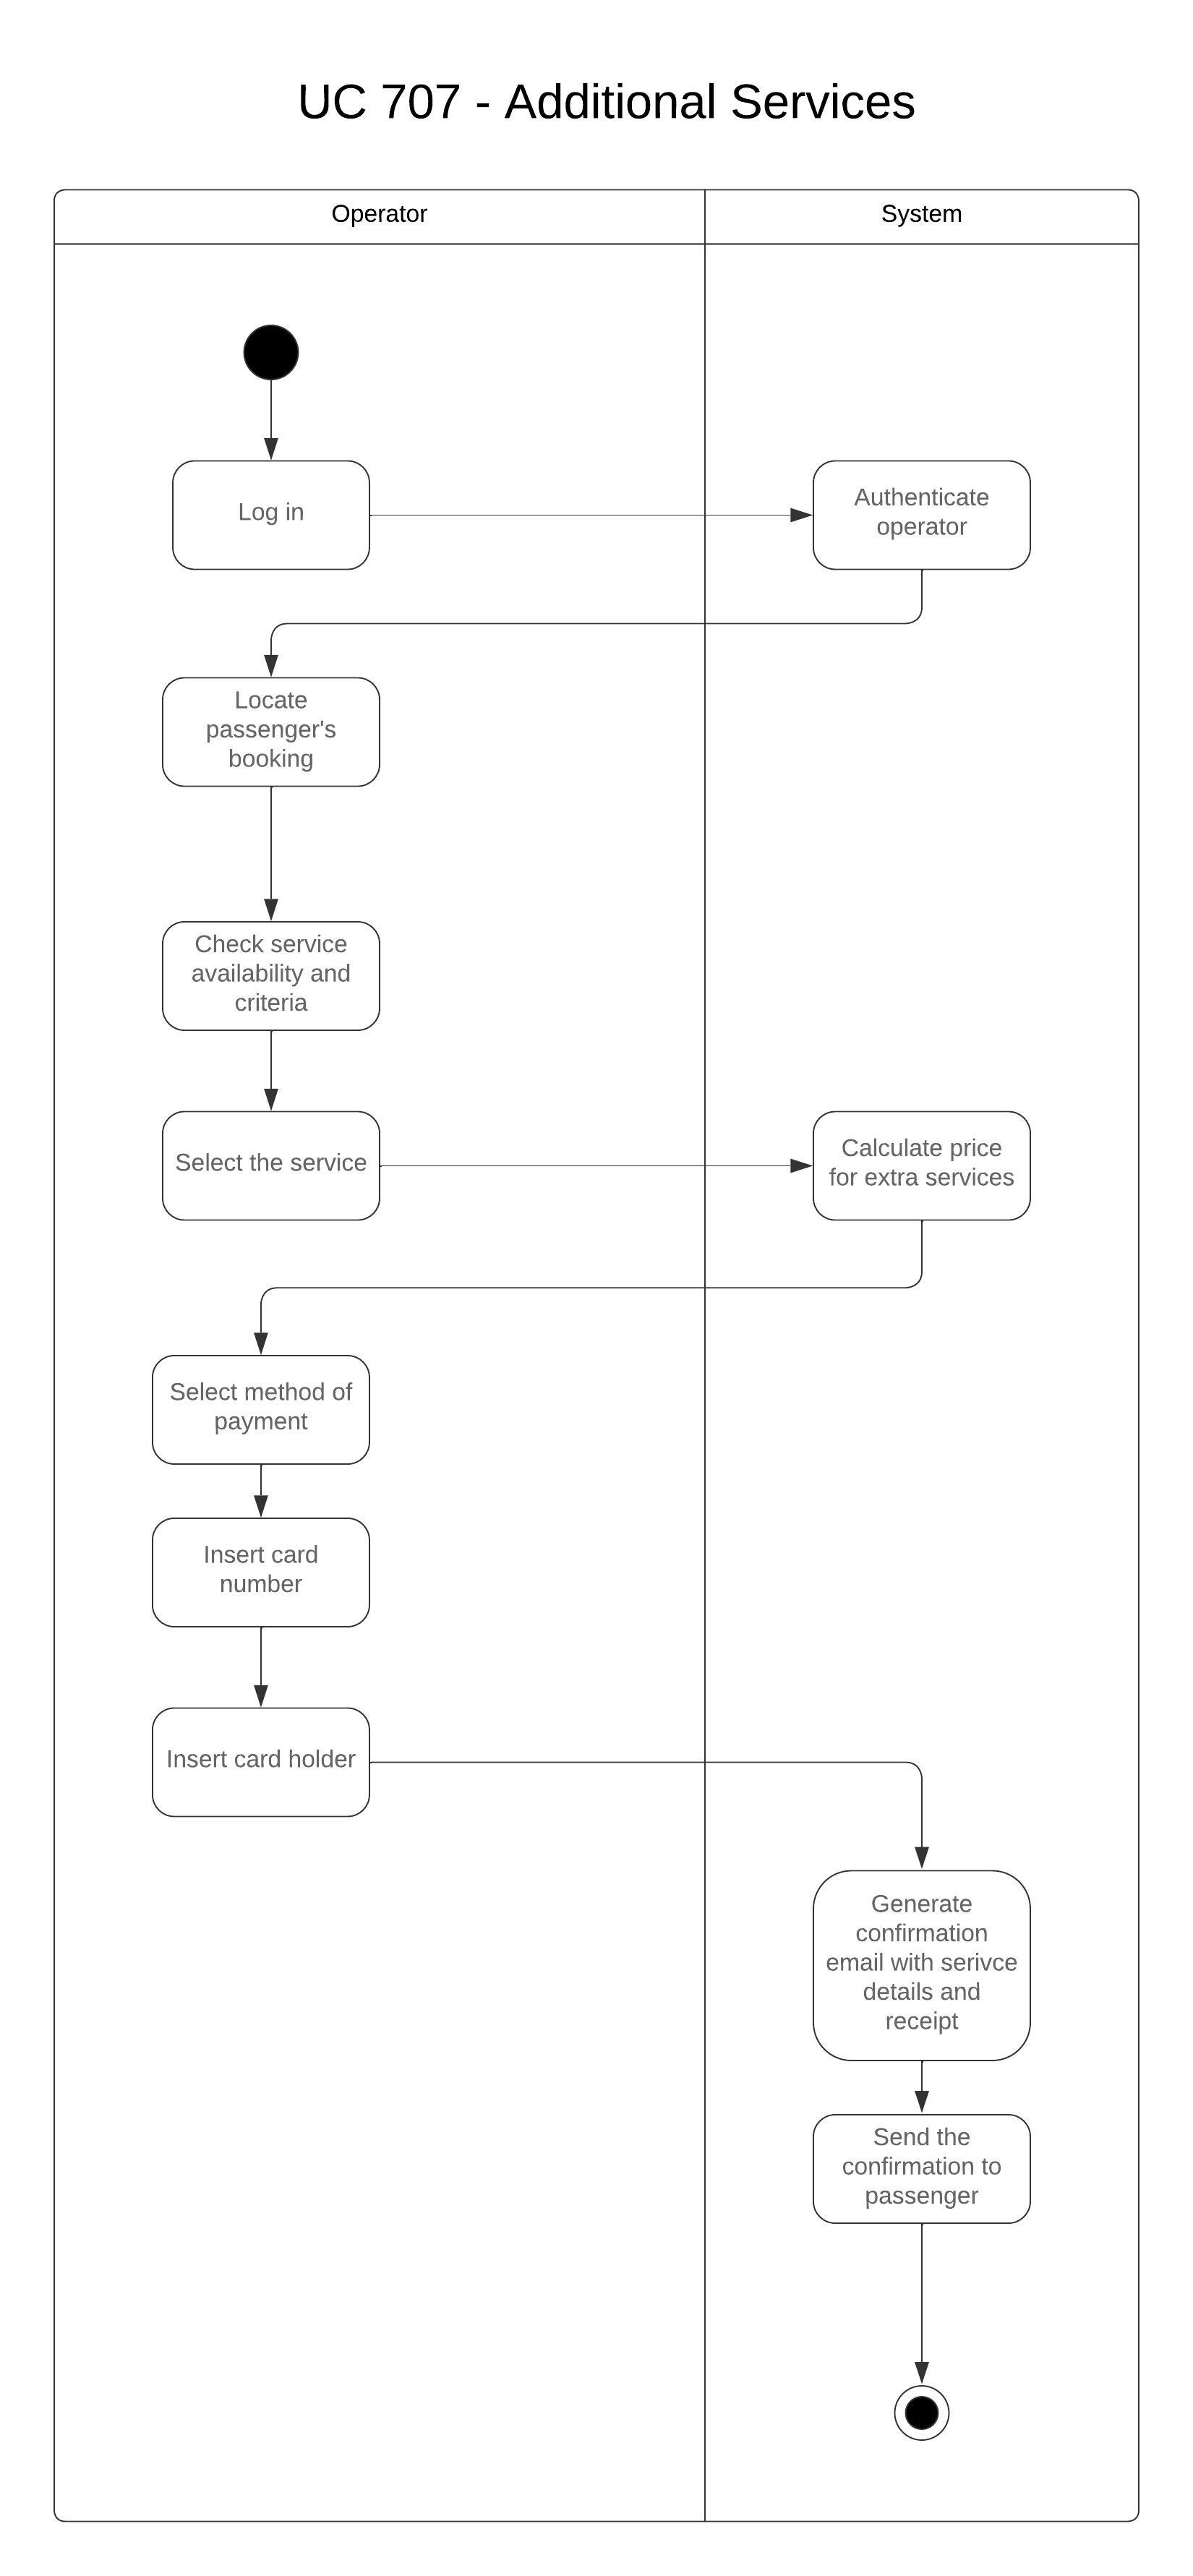 UC 707 - Additional Services
Operator
System
Log in
Authenticate
operator
Locate
passenger's
booking
Check service
availability and
criteria
Select the service
Calculate price
for extra services
Select method of
payment
Insert card
number
Insert card holder
Generate
confirmation
email with serivce
details and
receipt
Send the
confirmation to
passenger